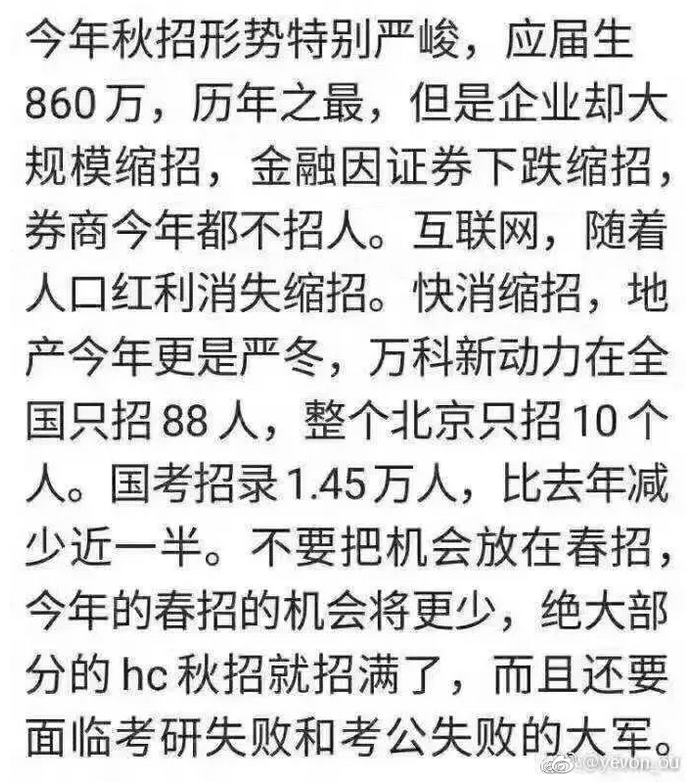 今年秋招形势特别严峻，应届生
860万，历年之最，但是企业却大
规模缩招，金融因证券下跌缩招，
券商今年都不招人。互联网，随着
人口红利消失缩招。快消缩招，地
产今年更是严冬，万科新动力在全
国只招88人，整个北京只招10个
人。国考招录1.45万人，比去年减
少近一半。不要把机会放在春招，
今年的春招的机会将更少，绝大部
分的hc秋招就招满了，而且还要
面临考研失败和考公失败的大军。
@yevon_ou